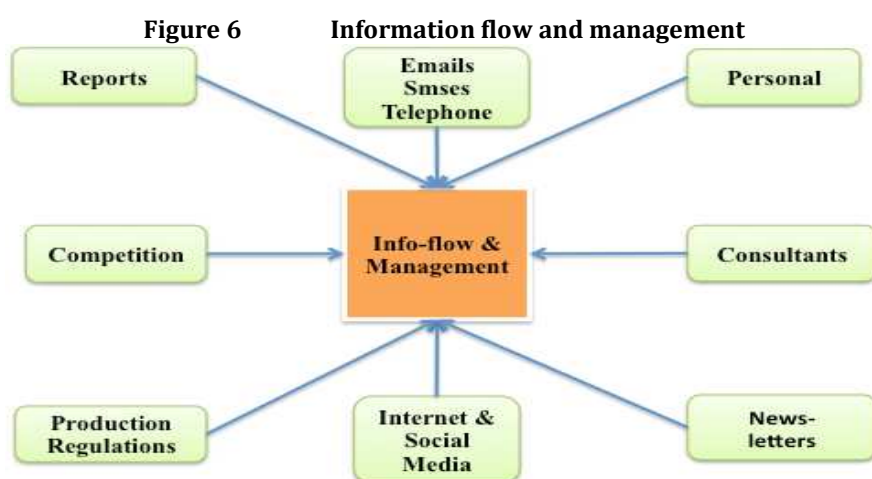 Figure 6 Information flow and management
Reports
Emails
Smses
Telephone
Personal
Competition
Info-flow &
Management
Consultants
Production
Regulations
Internet &
Social
Media
News-
letters